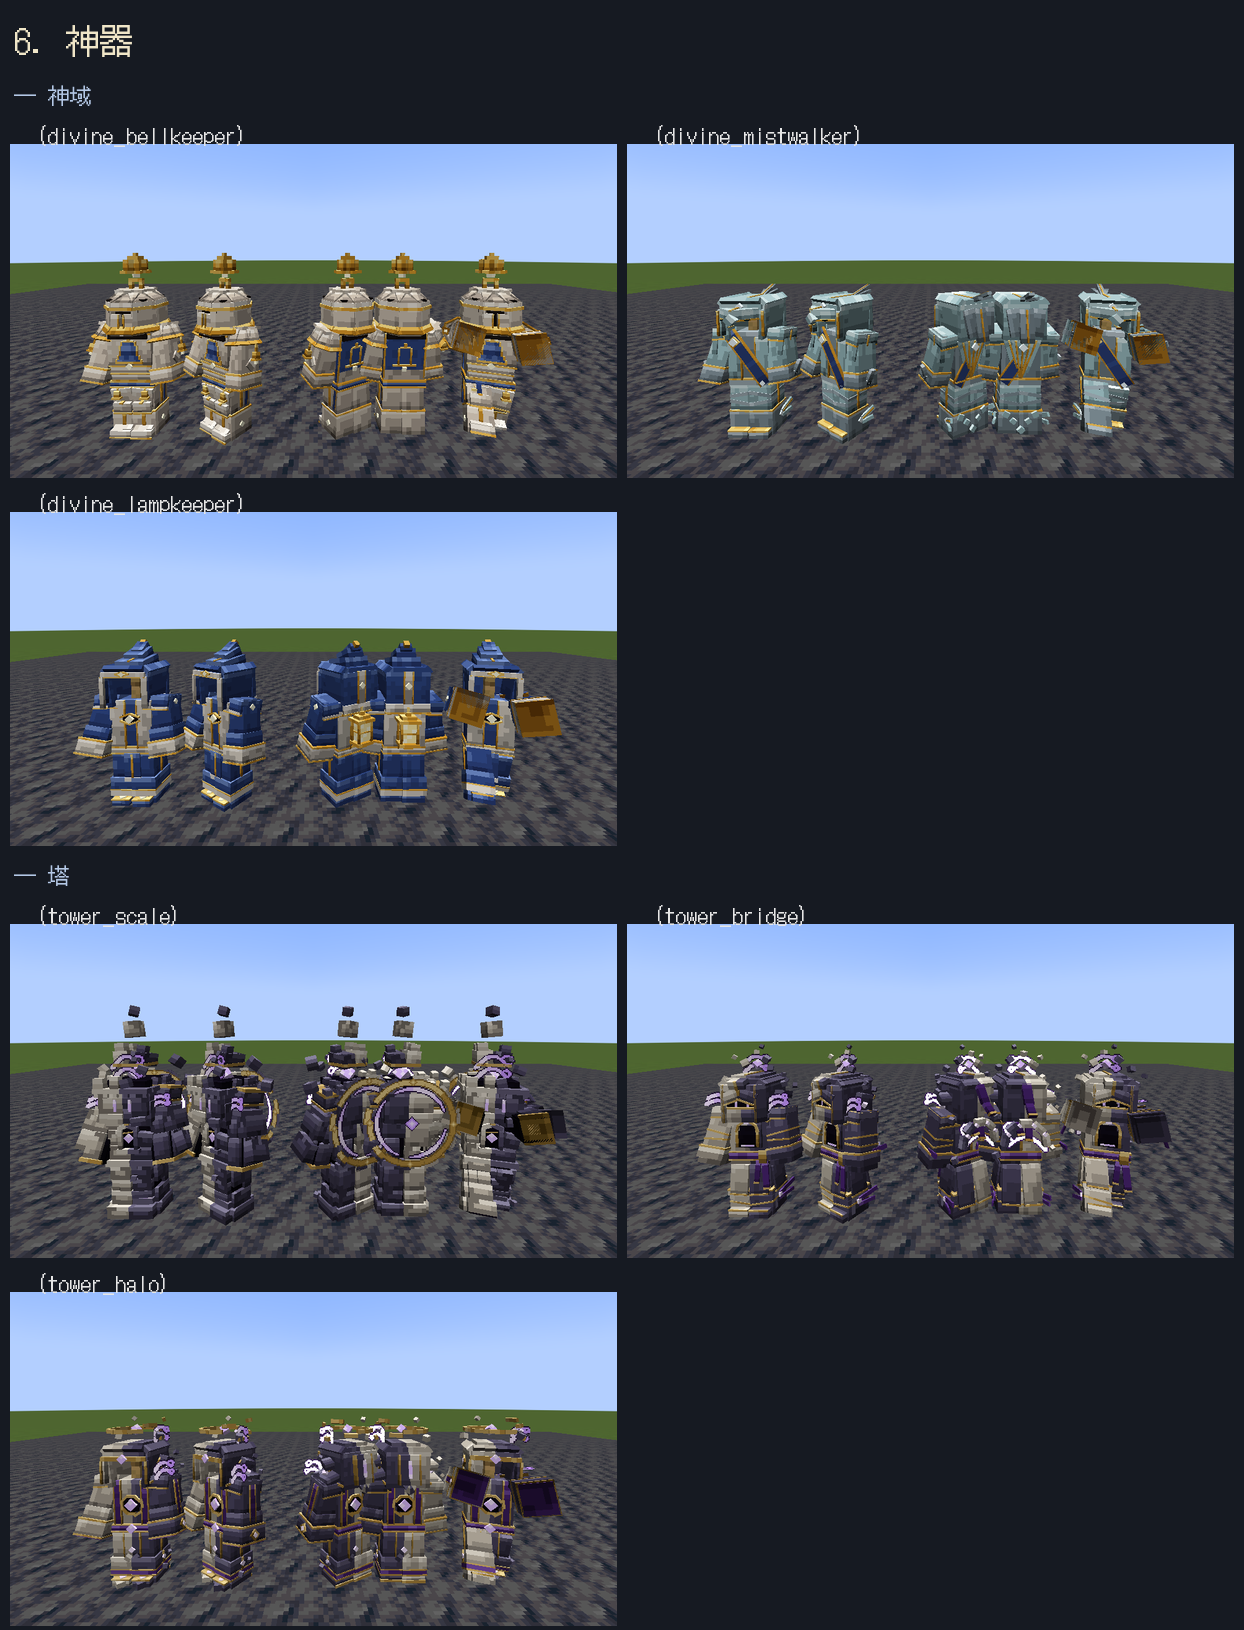 6. 神器
— 神域
(divine_bellkeeper)
(divine_mistwalker)
(divine_lampkeeper)
— 塔
(tower_scale)
(tower_bridge)
(tower_halo)